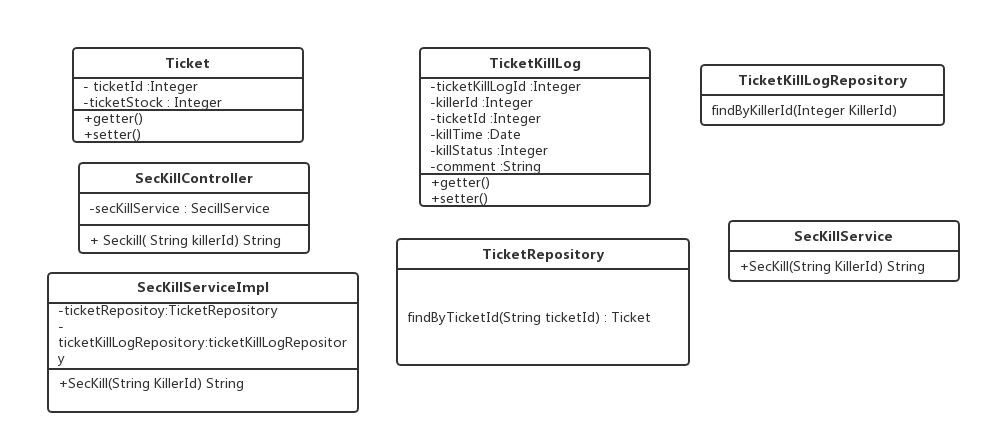 Ticket
- ticketId :Integer
-ticketStock : Integer
+getter()
+setter()
SecKillController
-secKillService : SecillService
+ Seckill( String killerId) String
SecKillServiceImpl
-ticketRepositoy:TicketRepository
-
ticketKillLogRepository:ticketKillLogRepositor
y
+SecKill(String KillerId) String
TicketKillLog
-ticketKillLogId :Integer
-killerId :Integer
-ticketId :Integer
-killTime :Date
-killStatus :Integer
-comment :String
+getter()
+setter()
TicketRepository
findByTicketId(String ticketId) : Ticket
TicketKillLogRepository
findByKillerId(Integer KillerId)
SecKillService
+SecKill(String KillerId) String